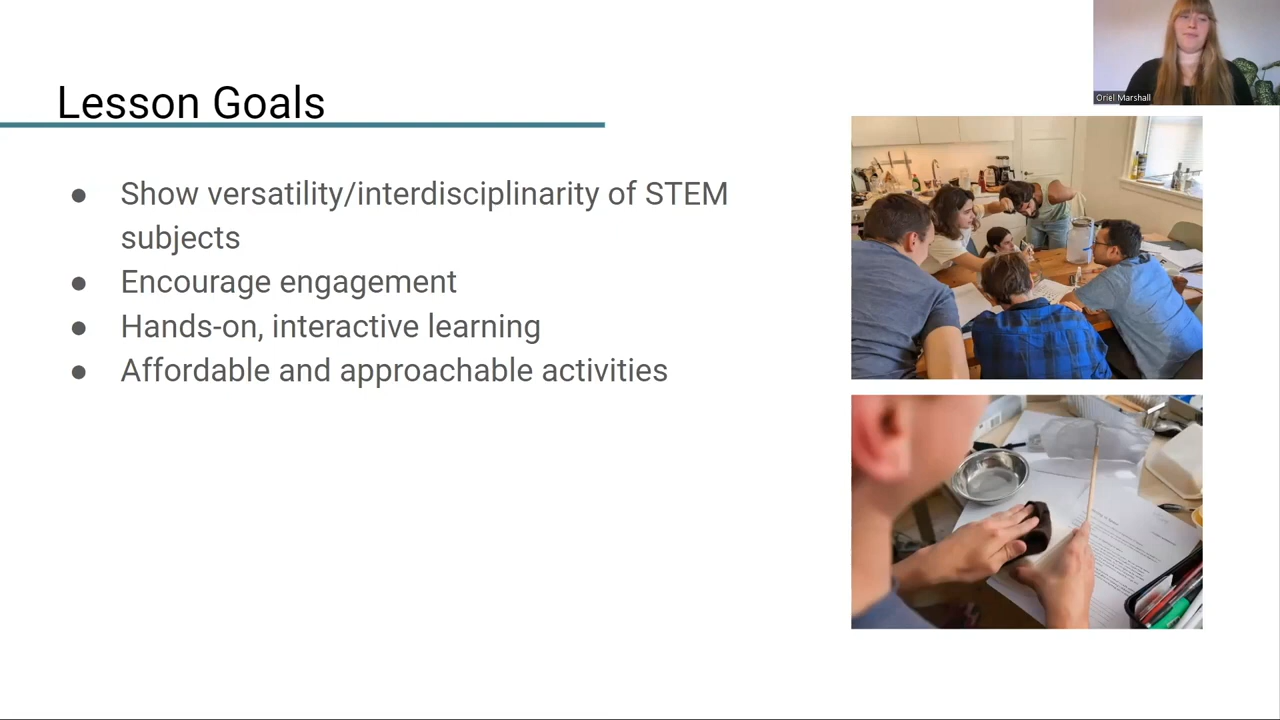 Lesson Goals
● Show versatility/interdisciplinarity of STEM
subjects
● Encourage engagement
● Hands-on, interactive learning
● Affordable and approachable activities
Oriel Marshall